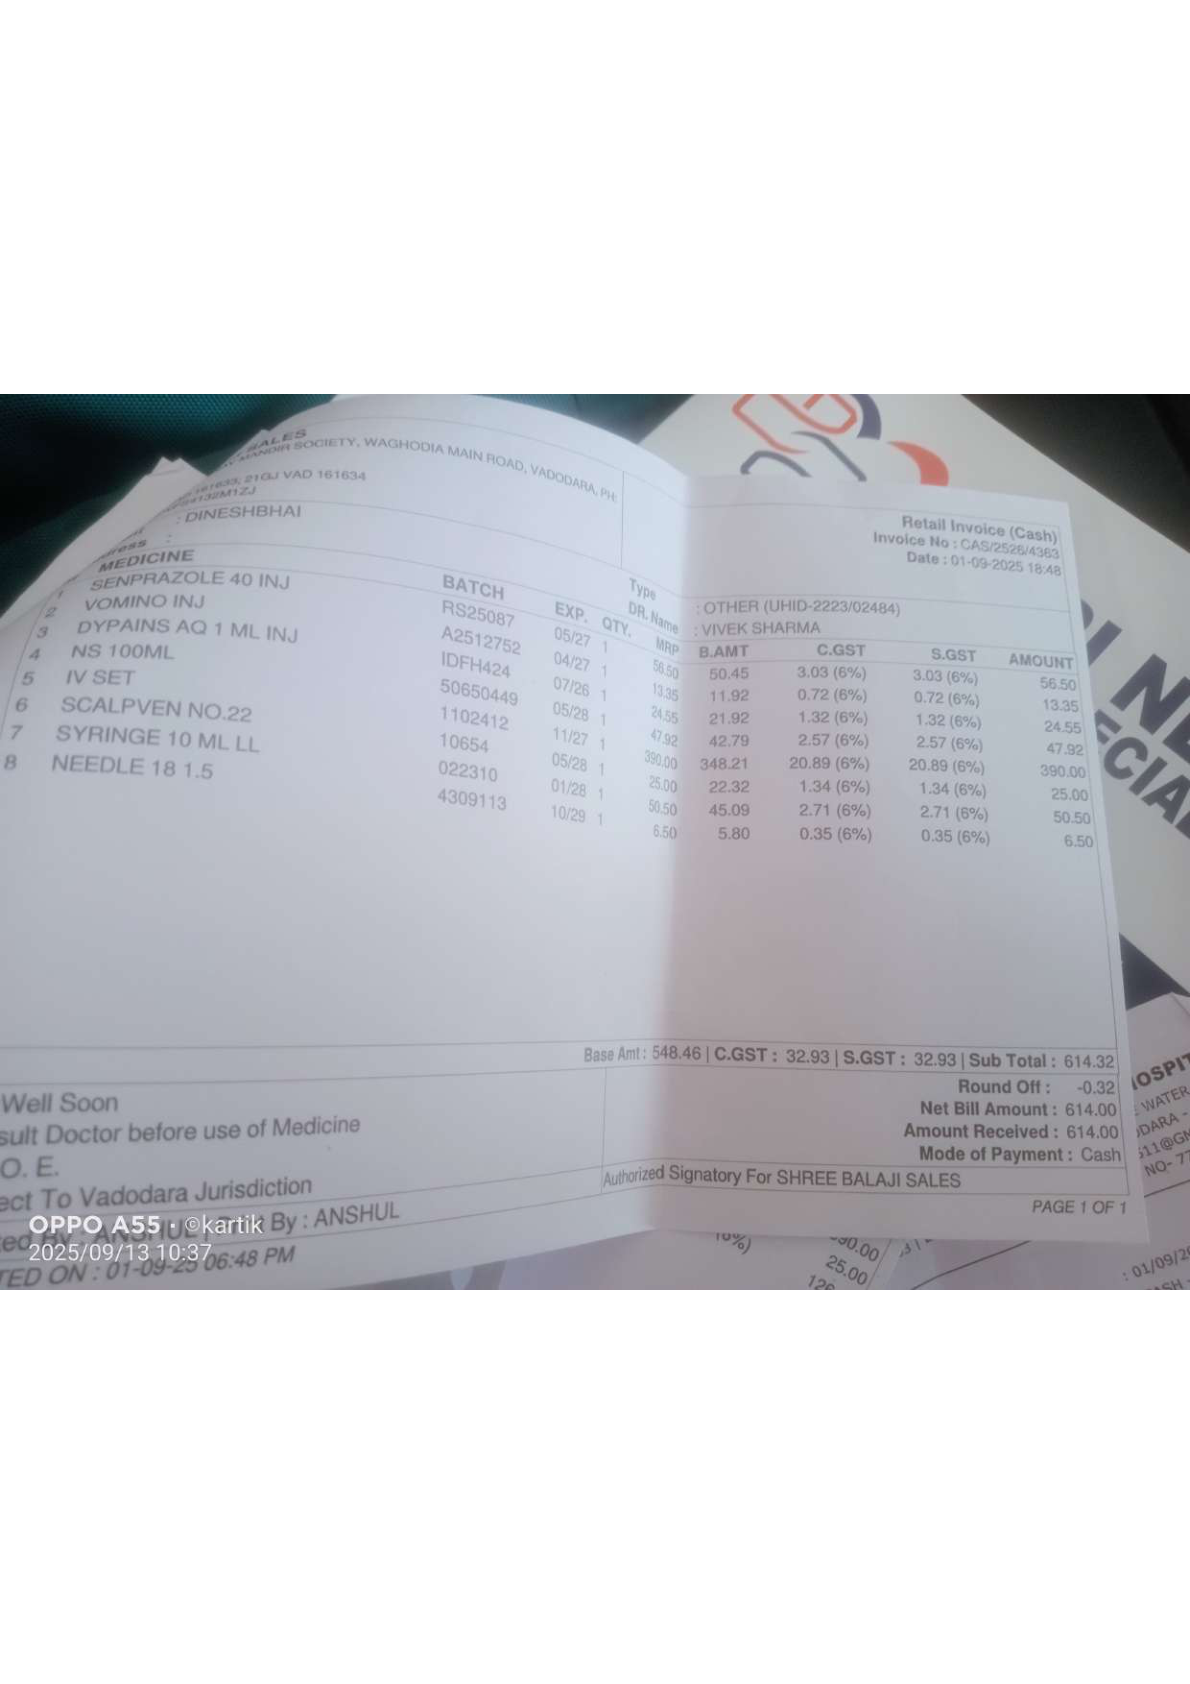 SALES
MANDIR SOCIETY, WAGHODIA MAIN ROAD, VADODARA, PH:
161633, 21GJ VAD 161634
: DINESHBHAI
:
Retail Invoice (Cash)
Invoice No : CAS/2526/4363
Date : 01-09-2025 18:48
Type : OTHER (UHID-2223/02484)
DR. Name : VIVEK SHARMA
MEDICINE BATCH EXP. QTY. MRP B.AMT C.GST S.GST AMOUNT
1 SENPRAZOLE 40 INJ RS25087 05/27 1 56.50 50.45 3.03 (6%) 3.03 (6%) 56.50
2 VOMINO INJ A2512752 04/27 1 13.35 11.92 0.72 (6%) 0.72 (6%) 13.35
3 DYPAINS AQ 1 ML INJ IDFH424 07/26 1 24.55 21.92 1.32 (6%) 1.32 (6%) 24.55
4 NS 100ML 50650449 05/28 1 47.92 42.79 2.57 (6%) 2.57 (6%) 47.92
5 IV SET 1102412 11/27 1 390.00 348.21 20.89 (6%) 20.89 (6%) 390.00
6 SCALPVEN NO.22 10654 05/28 1 25.00 22.32 1.34 (6%) 1.34 (6%) 25.00
7 SYRINGE 10 ML LL 022310 01/28 1 50.50 45.09 2.71 (6%) 2.71 (6%) 50.50
8 NEEDLE 18 1.5 4309113 10/29 1 6.50 5.80 0.35 (6%) 0.35 (6%) 6.50
Base Amt : 548.46 | C.GST : 32.93 | S.GST : 32.93 | Sub Total : 614.32
Round Off : -0.32
Net Bill Amount : 614.00
Amount Received : 614.00
Mode of Payment : Cash
Well Soon
sult Doctor before use of Medicine
O. E.
ect To Vadodara Jurisdiction
Authorized Signatory For SHREE BALAJI SALES
By : ANSHUL
TED ON : 01-09-25 06:48 PM
PAGE 1 OF 1
OPPO A55 · ©kartik
2025/09/13 10:37
NE
ECIA
OSPIT
WATER
DARA -
511@GM
NO- 77
: 01/09/20
25.00